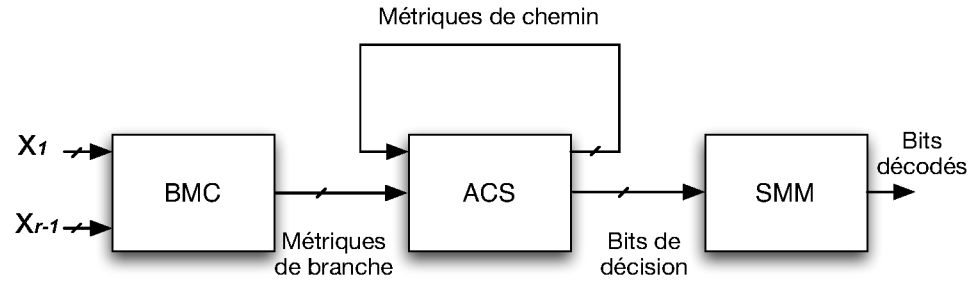 Métriques de chemin
X1
Xr-1
BMC
Métriques
de branche
ACS
Bits de
décision
SMM
Bits
décodés